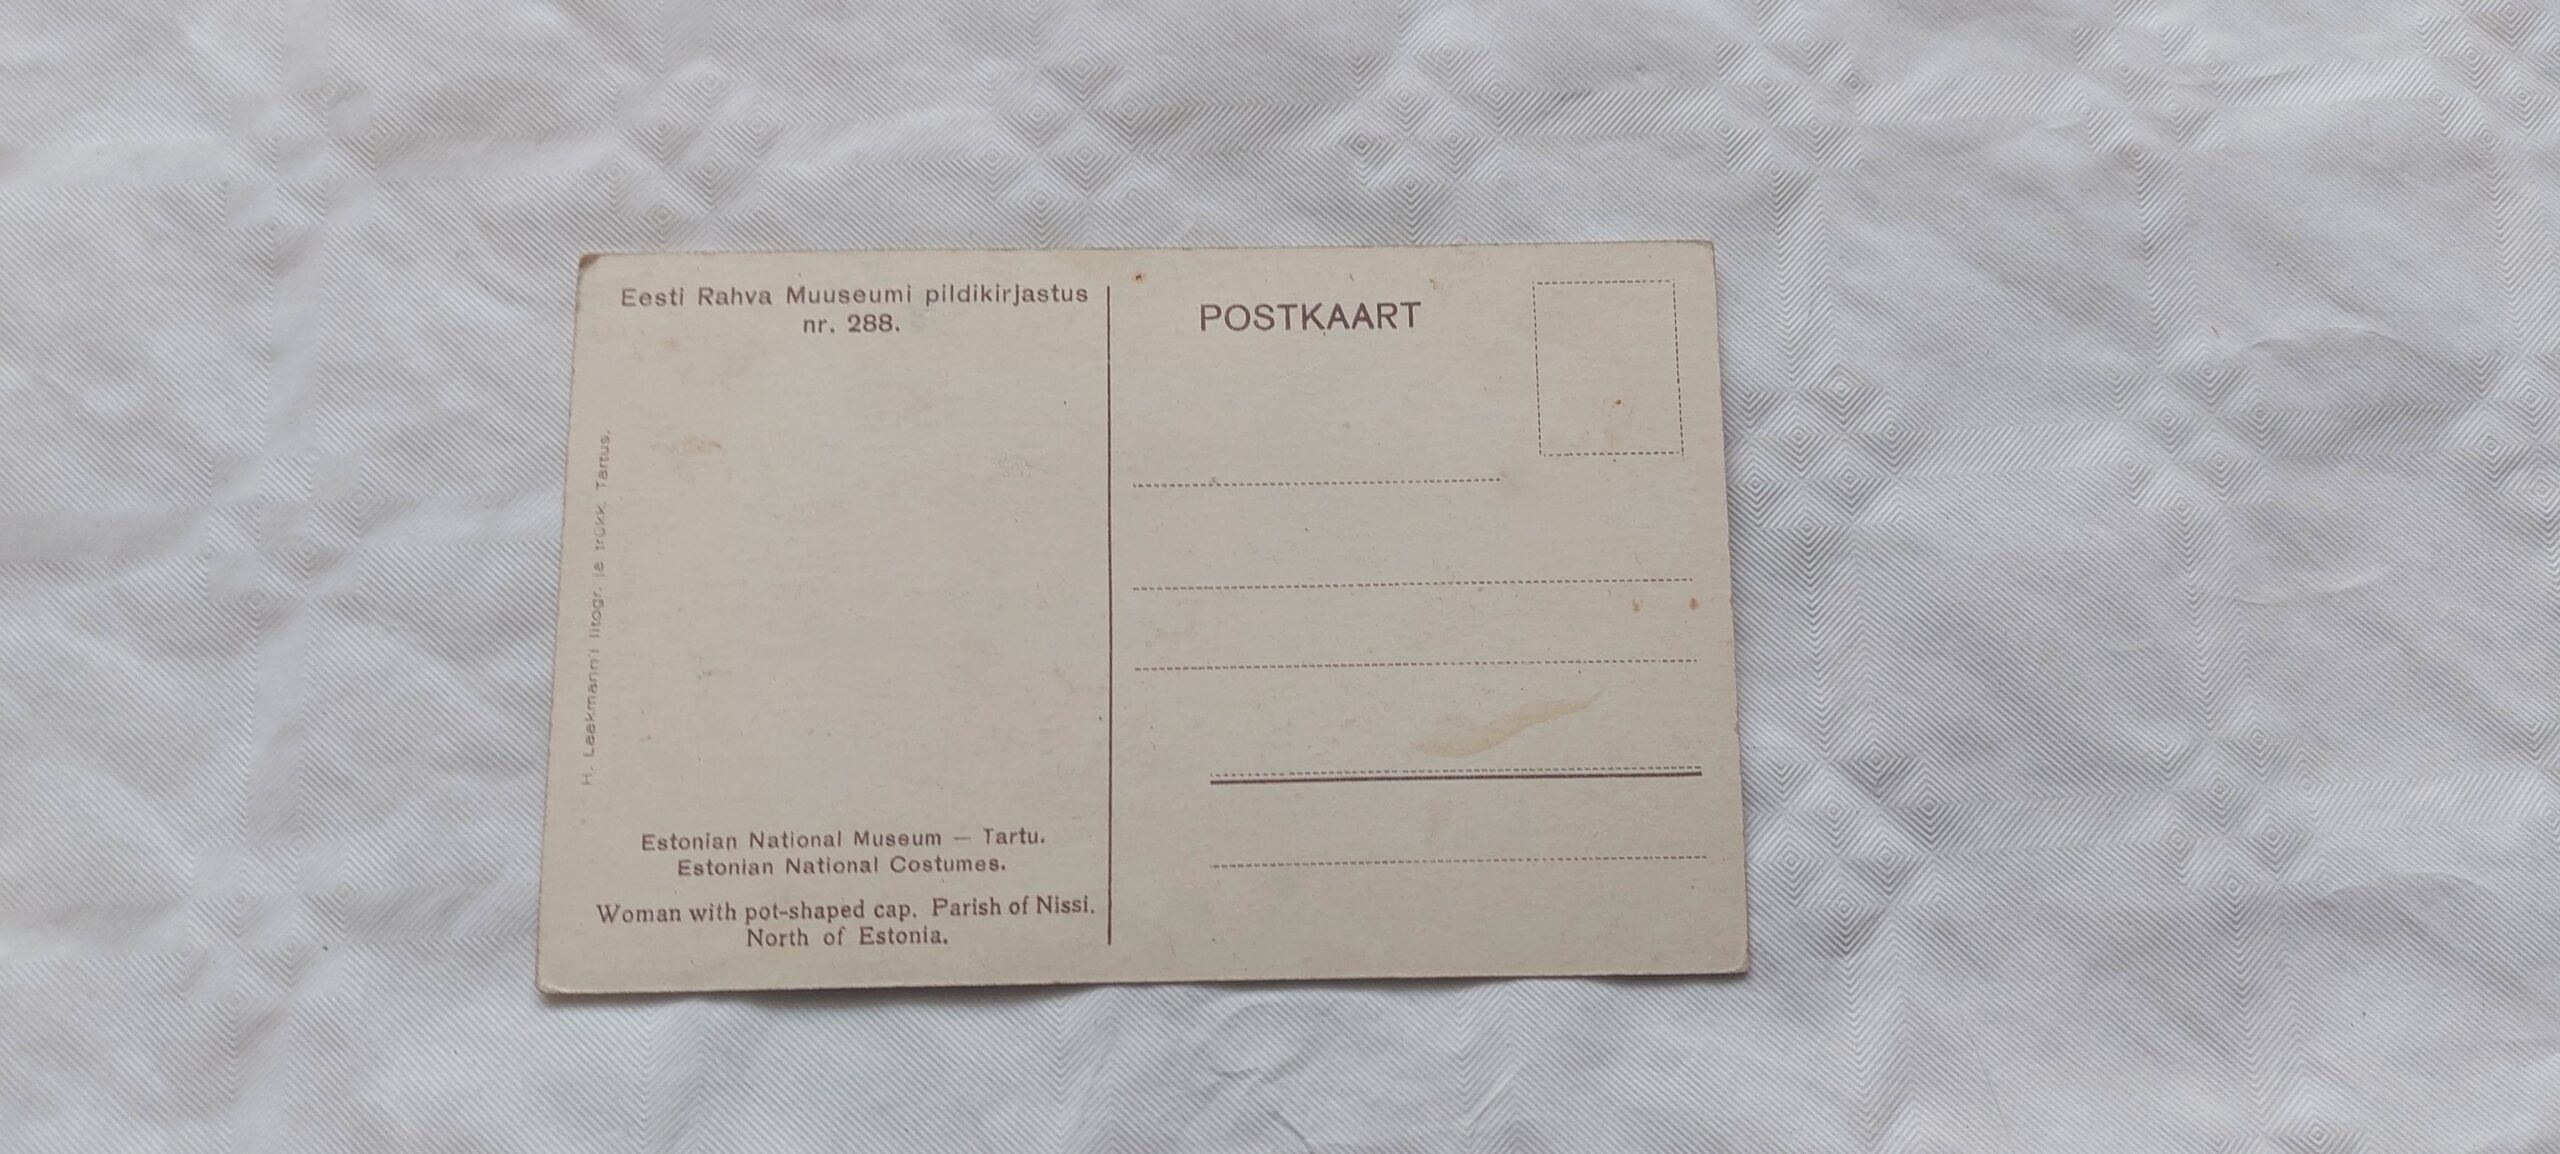 Eesti Rahva Muuseumi pildikirjastus
nr. 288.
H. Laakmann'i litogr. ja trükk. Tartus.
Estonian National Museum — Tartu.
Estonian National Costumes.
Woman with pot-shaped cap. Parish of Nissi.
North of Estonia.
POSTKAART